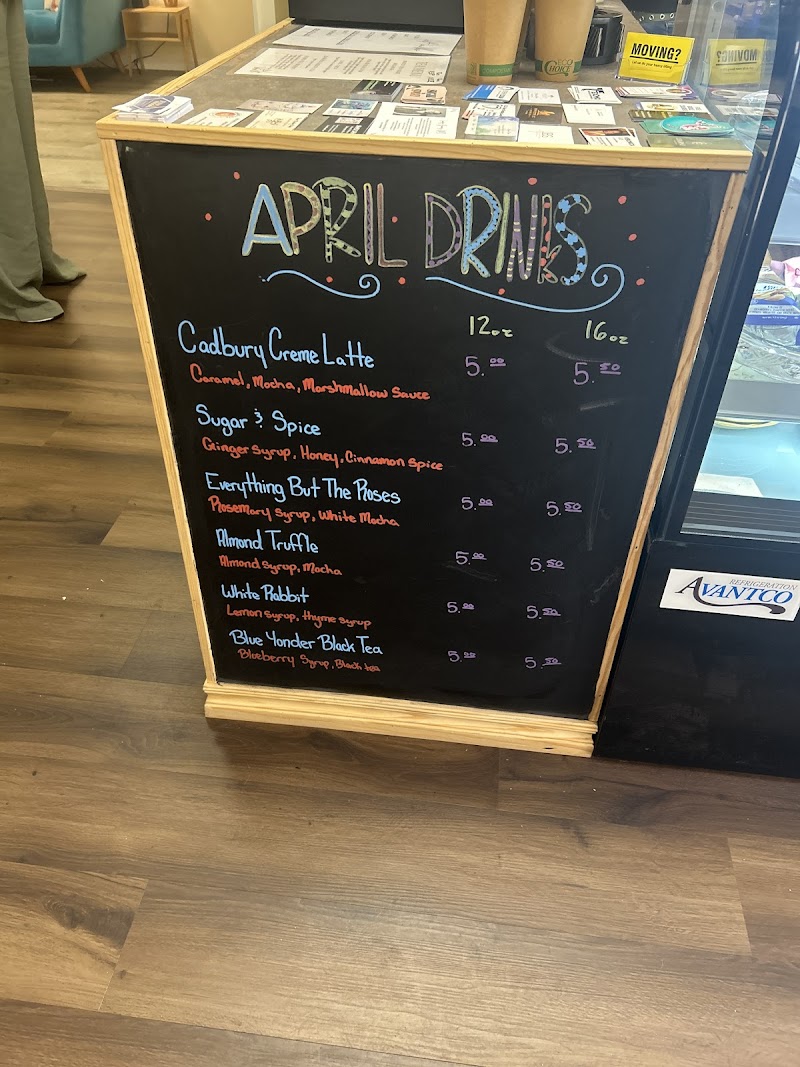 MOVING?
CHOICE
APRIL DRINKS
12oz 16oz
Cadbury Creme Latte 5.00 5.50
Caramel, Mocha, Marshmallow Sauce
Sugar & Spice 5.00 5.50
Ginger Syrup, Honey, Cinnamon Spice
Everything But The Roses 5.00 5.50
Rosemary Syrup, White Mocha
Almond Truffle 5.00 5.50
Almond Syrup, Mocha
White Rabbit 5.00 5.50
Lemon Syrup, thyme syrup
Blue Yonder Black Tea 5.00 5.50
Blueberry Syrup, Black tea
REFRIGERATION
AVANTCO